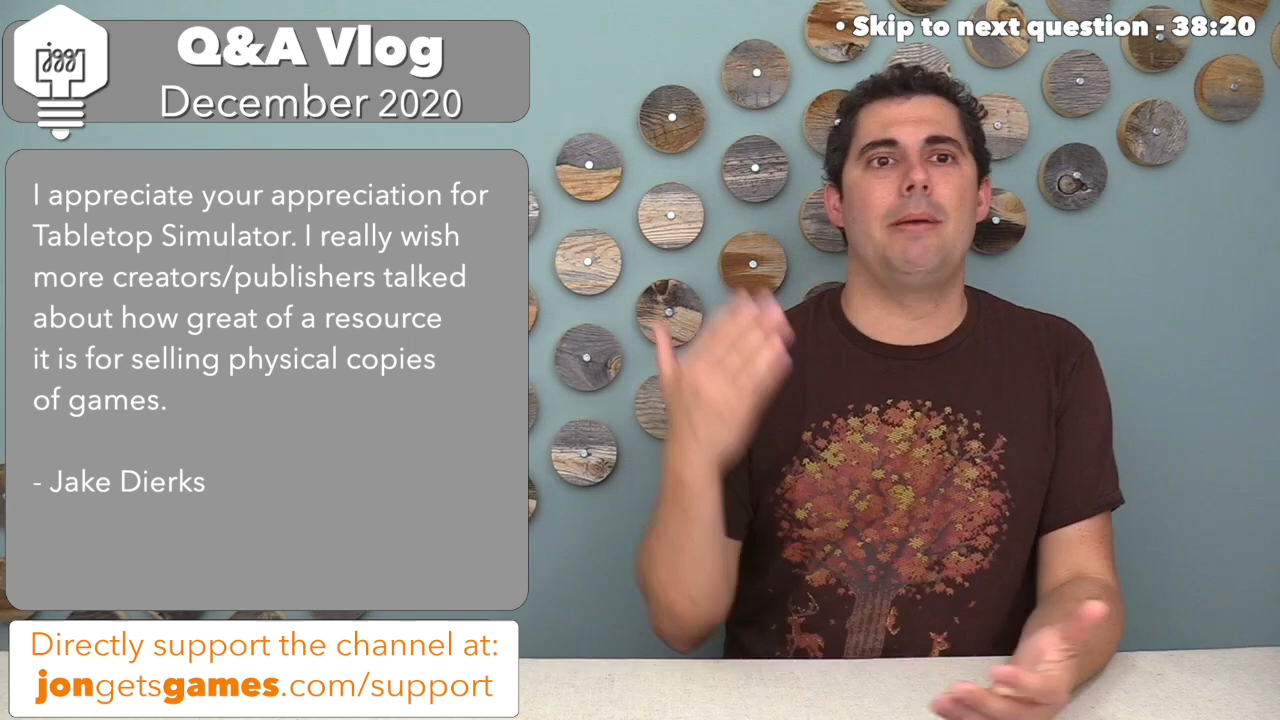 • Skip to next question - 38:20
jgg
Q&A Vlog
December 2020
I appreciate your appreciation for
Tabletop Simulator. I really wish
more creators/publishers talked
about how great of a resource
it is for selling physical copies
of games.
- Jake Dierks
Directly support the channel at:
jongetsgames.com/support